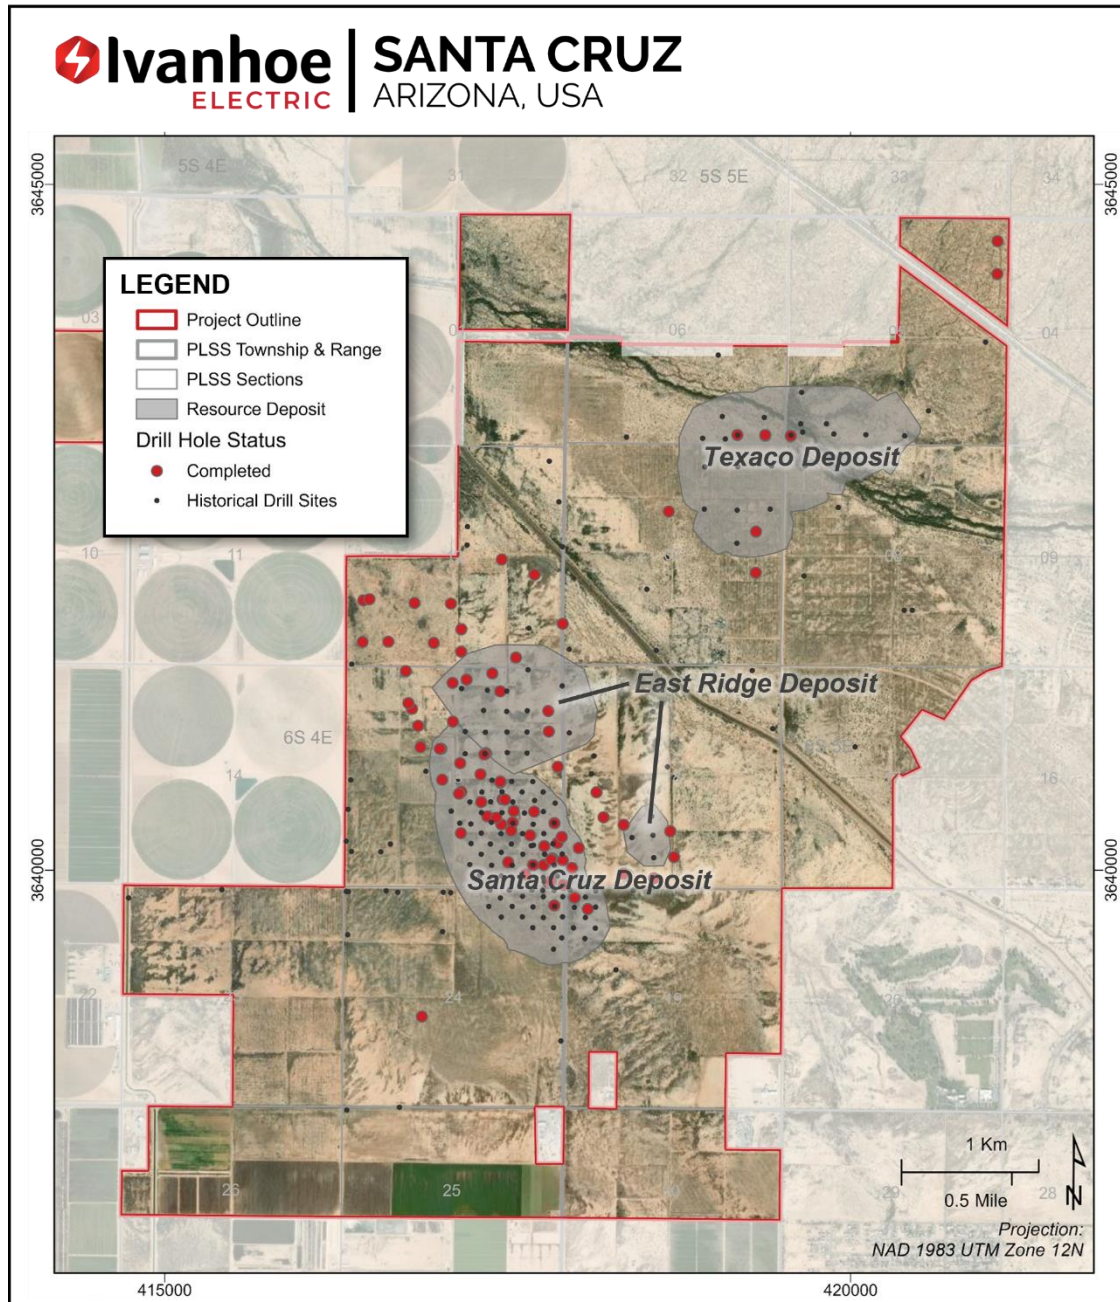 Ivanhoe
ELECTRIC
SANTA CRUZ
ARIZONA, USA
3645000
3645000
5S 4E
31
32
5S 5E
33
34
LEGEND
Project Outline
PLSS Township & Range
PLSS Sections
Resource Deposit
Drill Hole Status
Completed
Historical Drill Sites
03
06
04
Texaco Deposit
10
11
09
East Ridge Deposit
6S 4E
14
16
3640000
3640000
Santa Cruz Deposit
22
24
19
26
25
29
28
1 Km
0.5 Mile
N
Projection:
NAD 1983 UTM Zone 12N
415000
420000